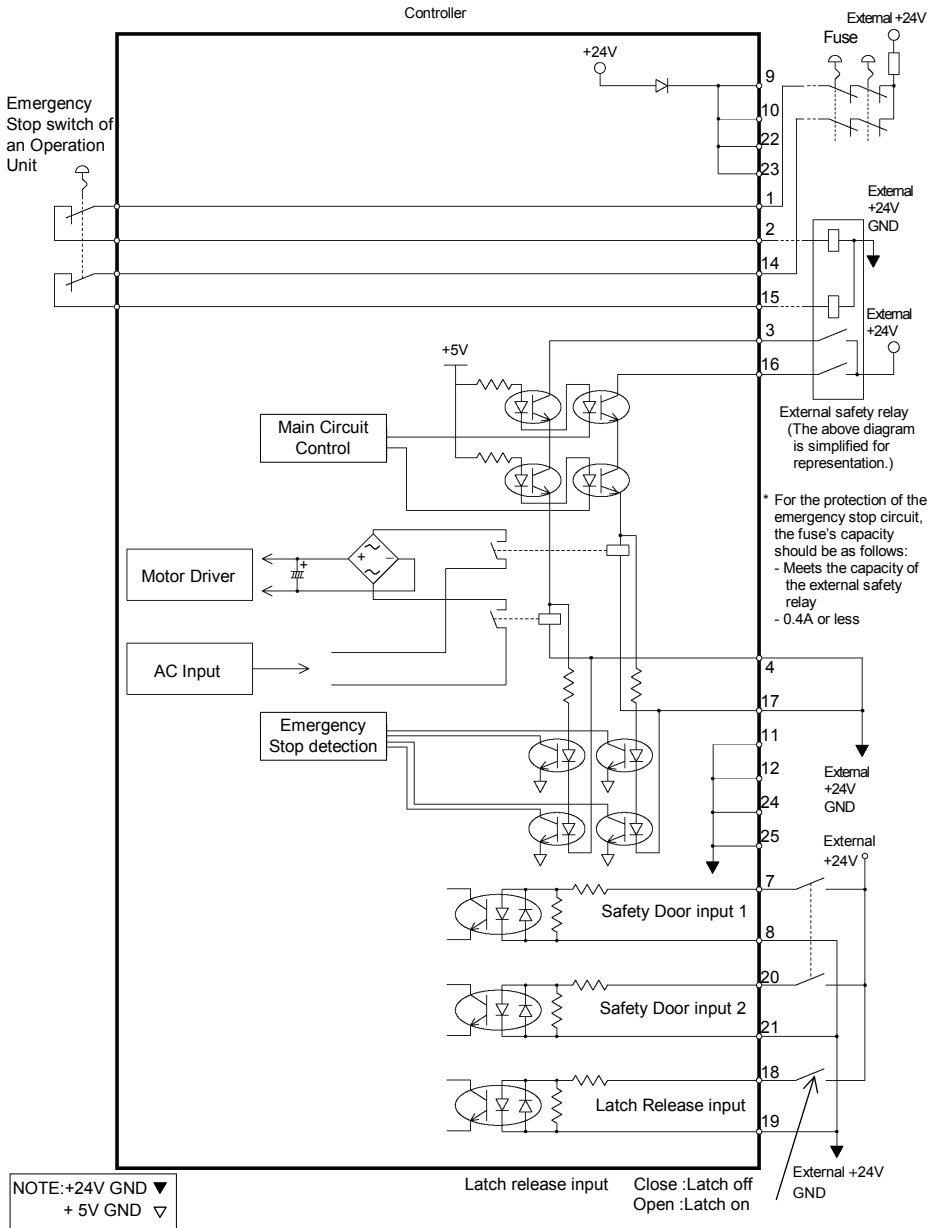 Controller
External +24V
Fuse
+24V
9
10
22
23
Emergency
Stop switch of
an Operation
Unit
1
2
14
15
3
16
External
+24V
GND
External
+24V
+5V
Main Circuit
Control
External safety relay
(The above diagram
is simplified for
representation.)
* For the protection of the
emergency stop circuit,
the fuse's capacity
should be as follows:
- Meets the capacity of
the external safety
relay
- 0.4A or less
Motor Driver
+
-
+
AC Input
4
17
11
12
24
25
Emergency
Stop detection
External
+24V
GND
External
+24V
7
Safety Door input 1
8
20
Safety Door input 2
21
18
Latch Release input
19
NOTE:+24V GND ▼
+ 5V GND ▽
Latch release input Close :Latch off
Open :Latch on
External +24V
GND